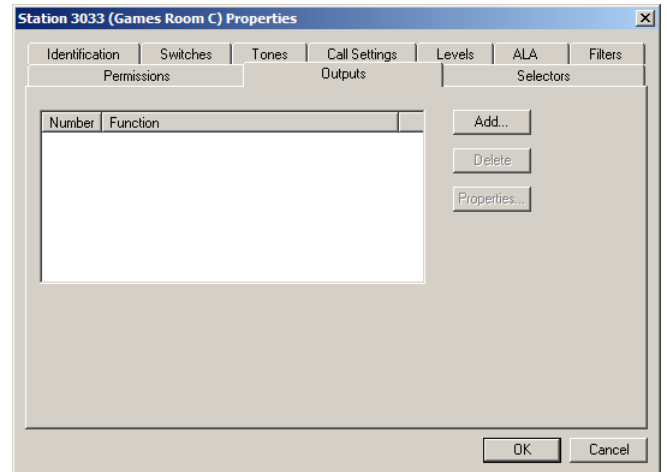 Station 3033 (Games Room C) Properties
Identification Switches Tones Call Settings Levels ALA Filters
Permissions Outputs Selectors
Number Function
Add...
Delete
Properties...
OK Cancel